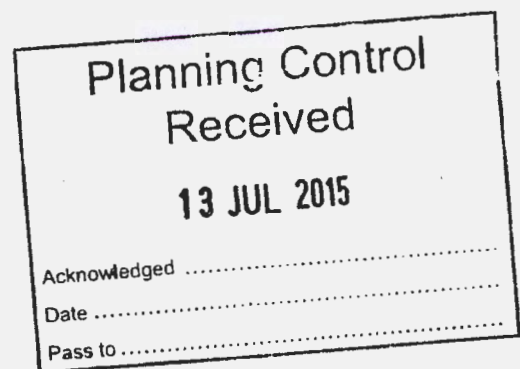 Planning Control
Received
13 JUL 2015
Acknowledged ..........................................................
Date ..........................................................................
Pass to ......................................................................